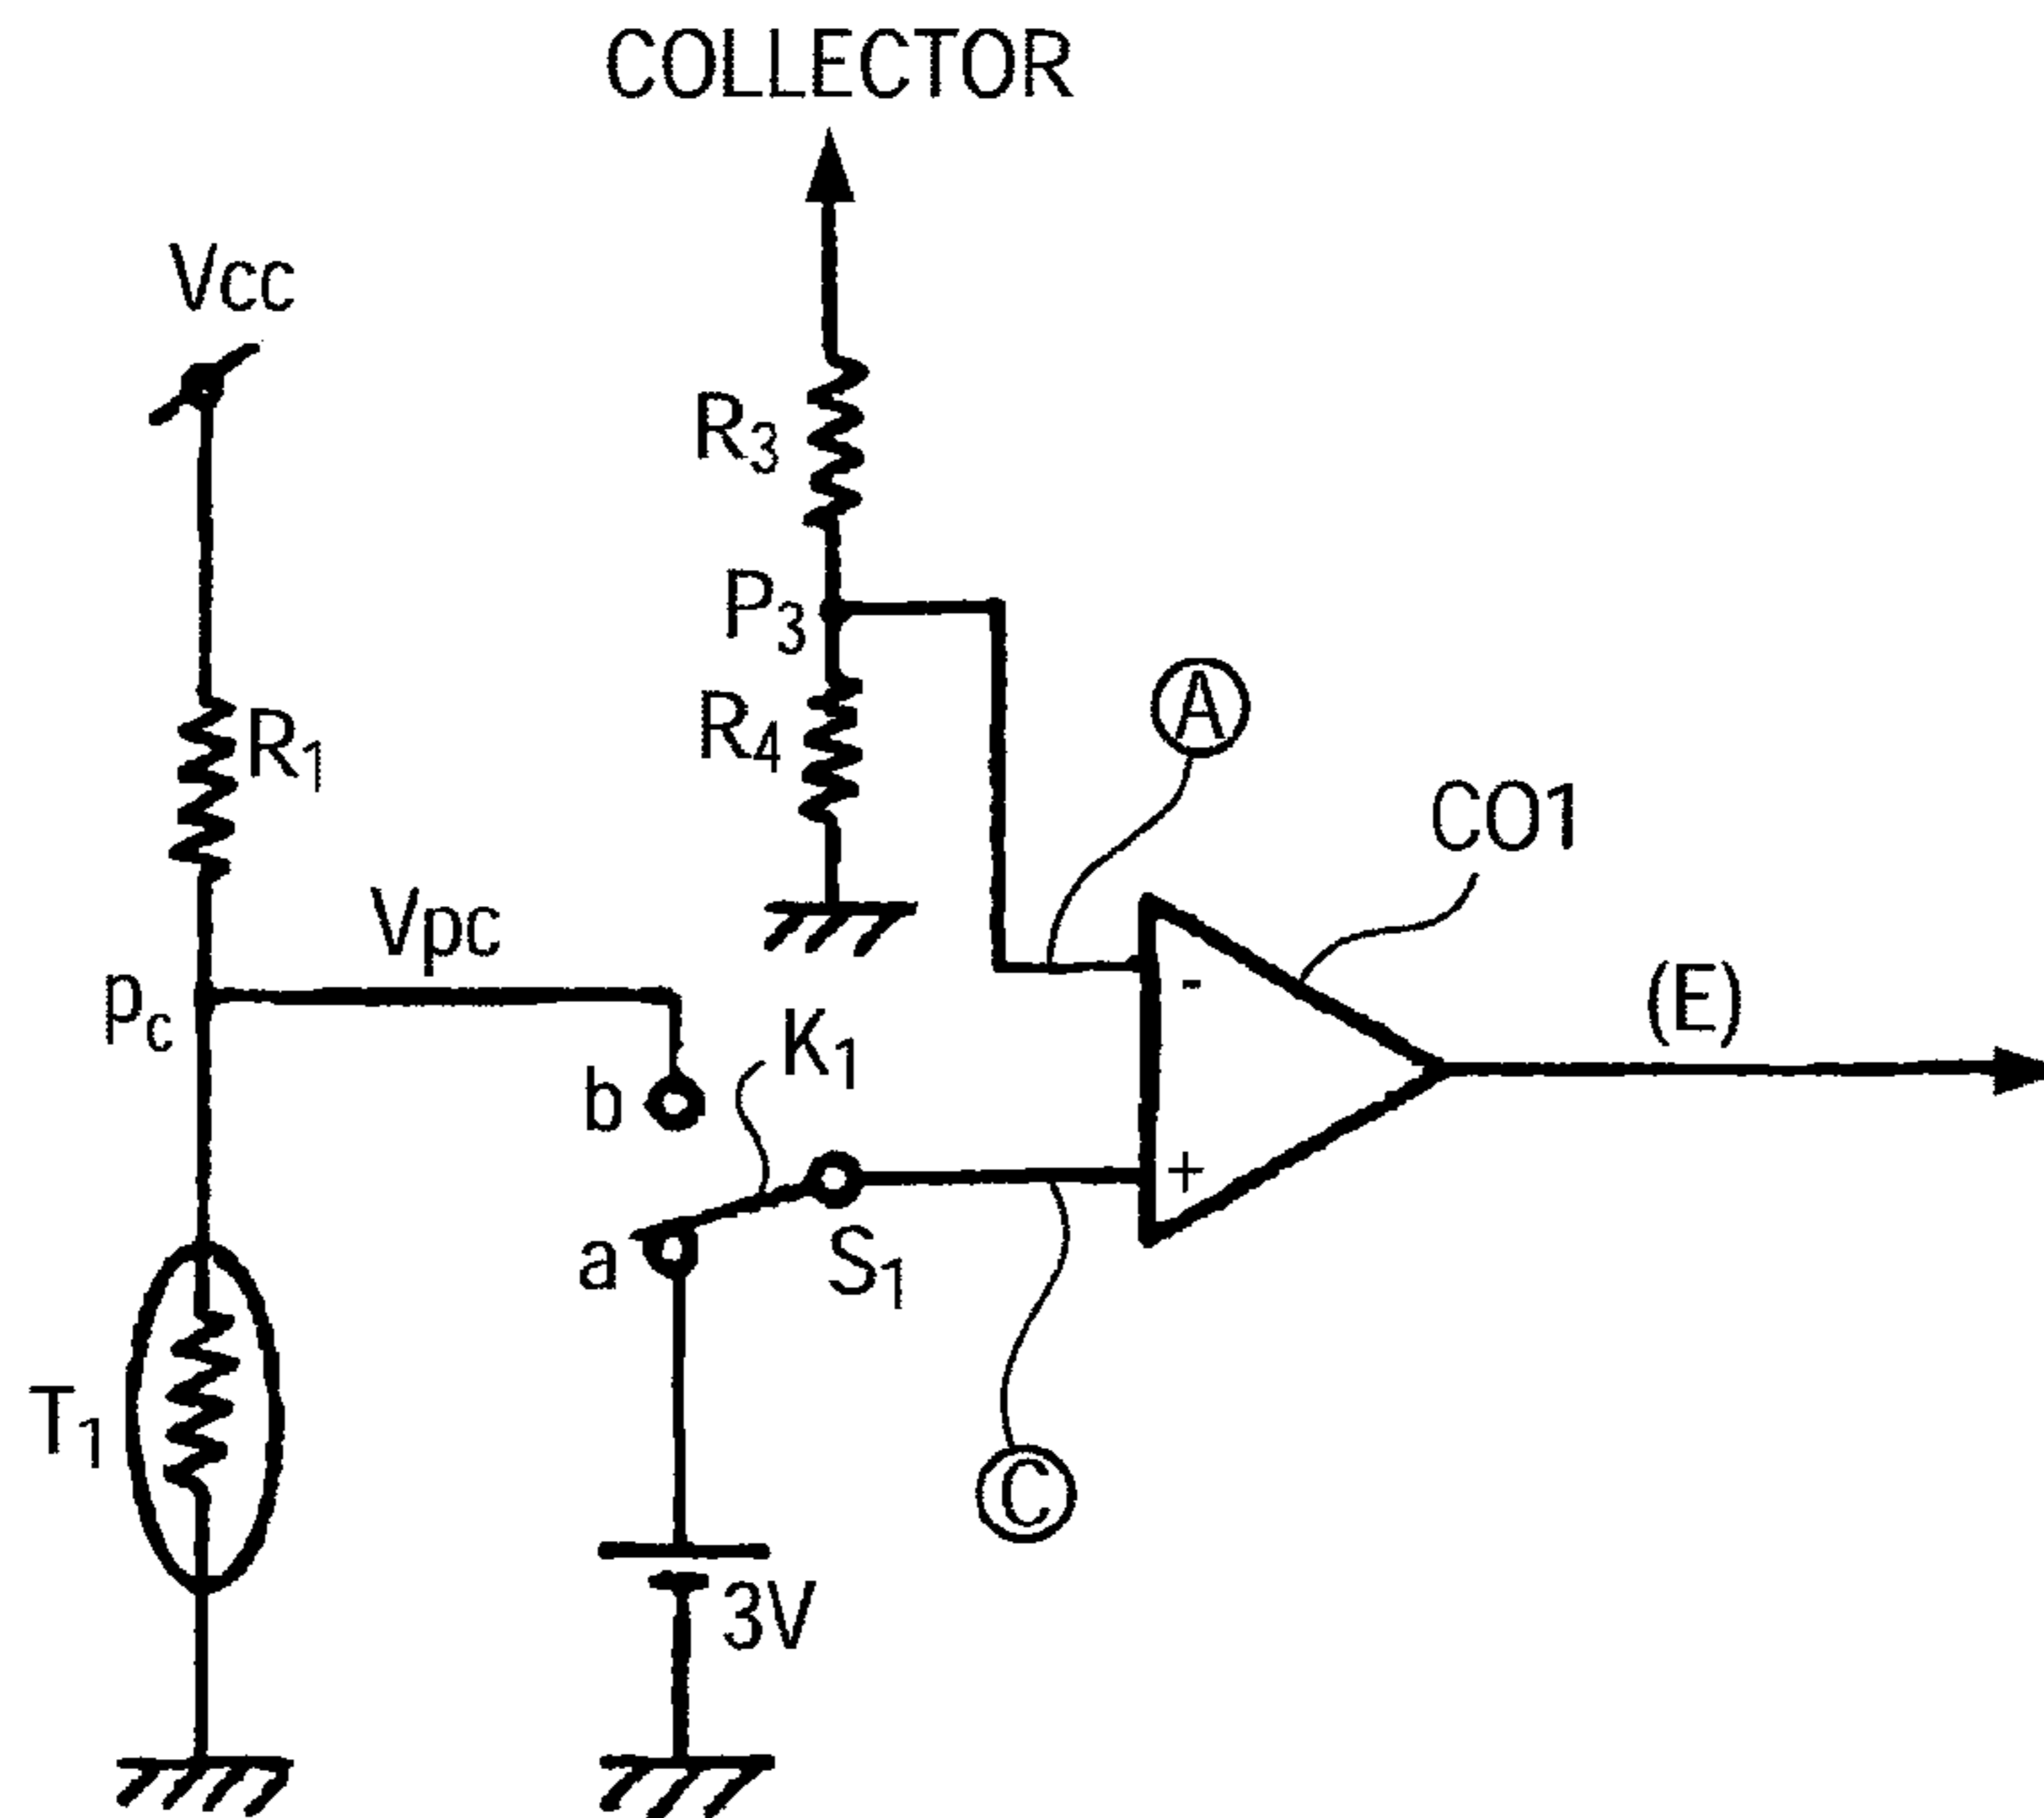 COLLECTOR
Vcc
R3
P3
R4
A
R1
CO1
Vpc
pc
(E)
-
K1
b
+
a
S1
T1
C
3V